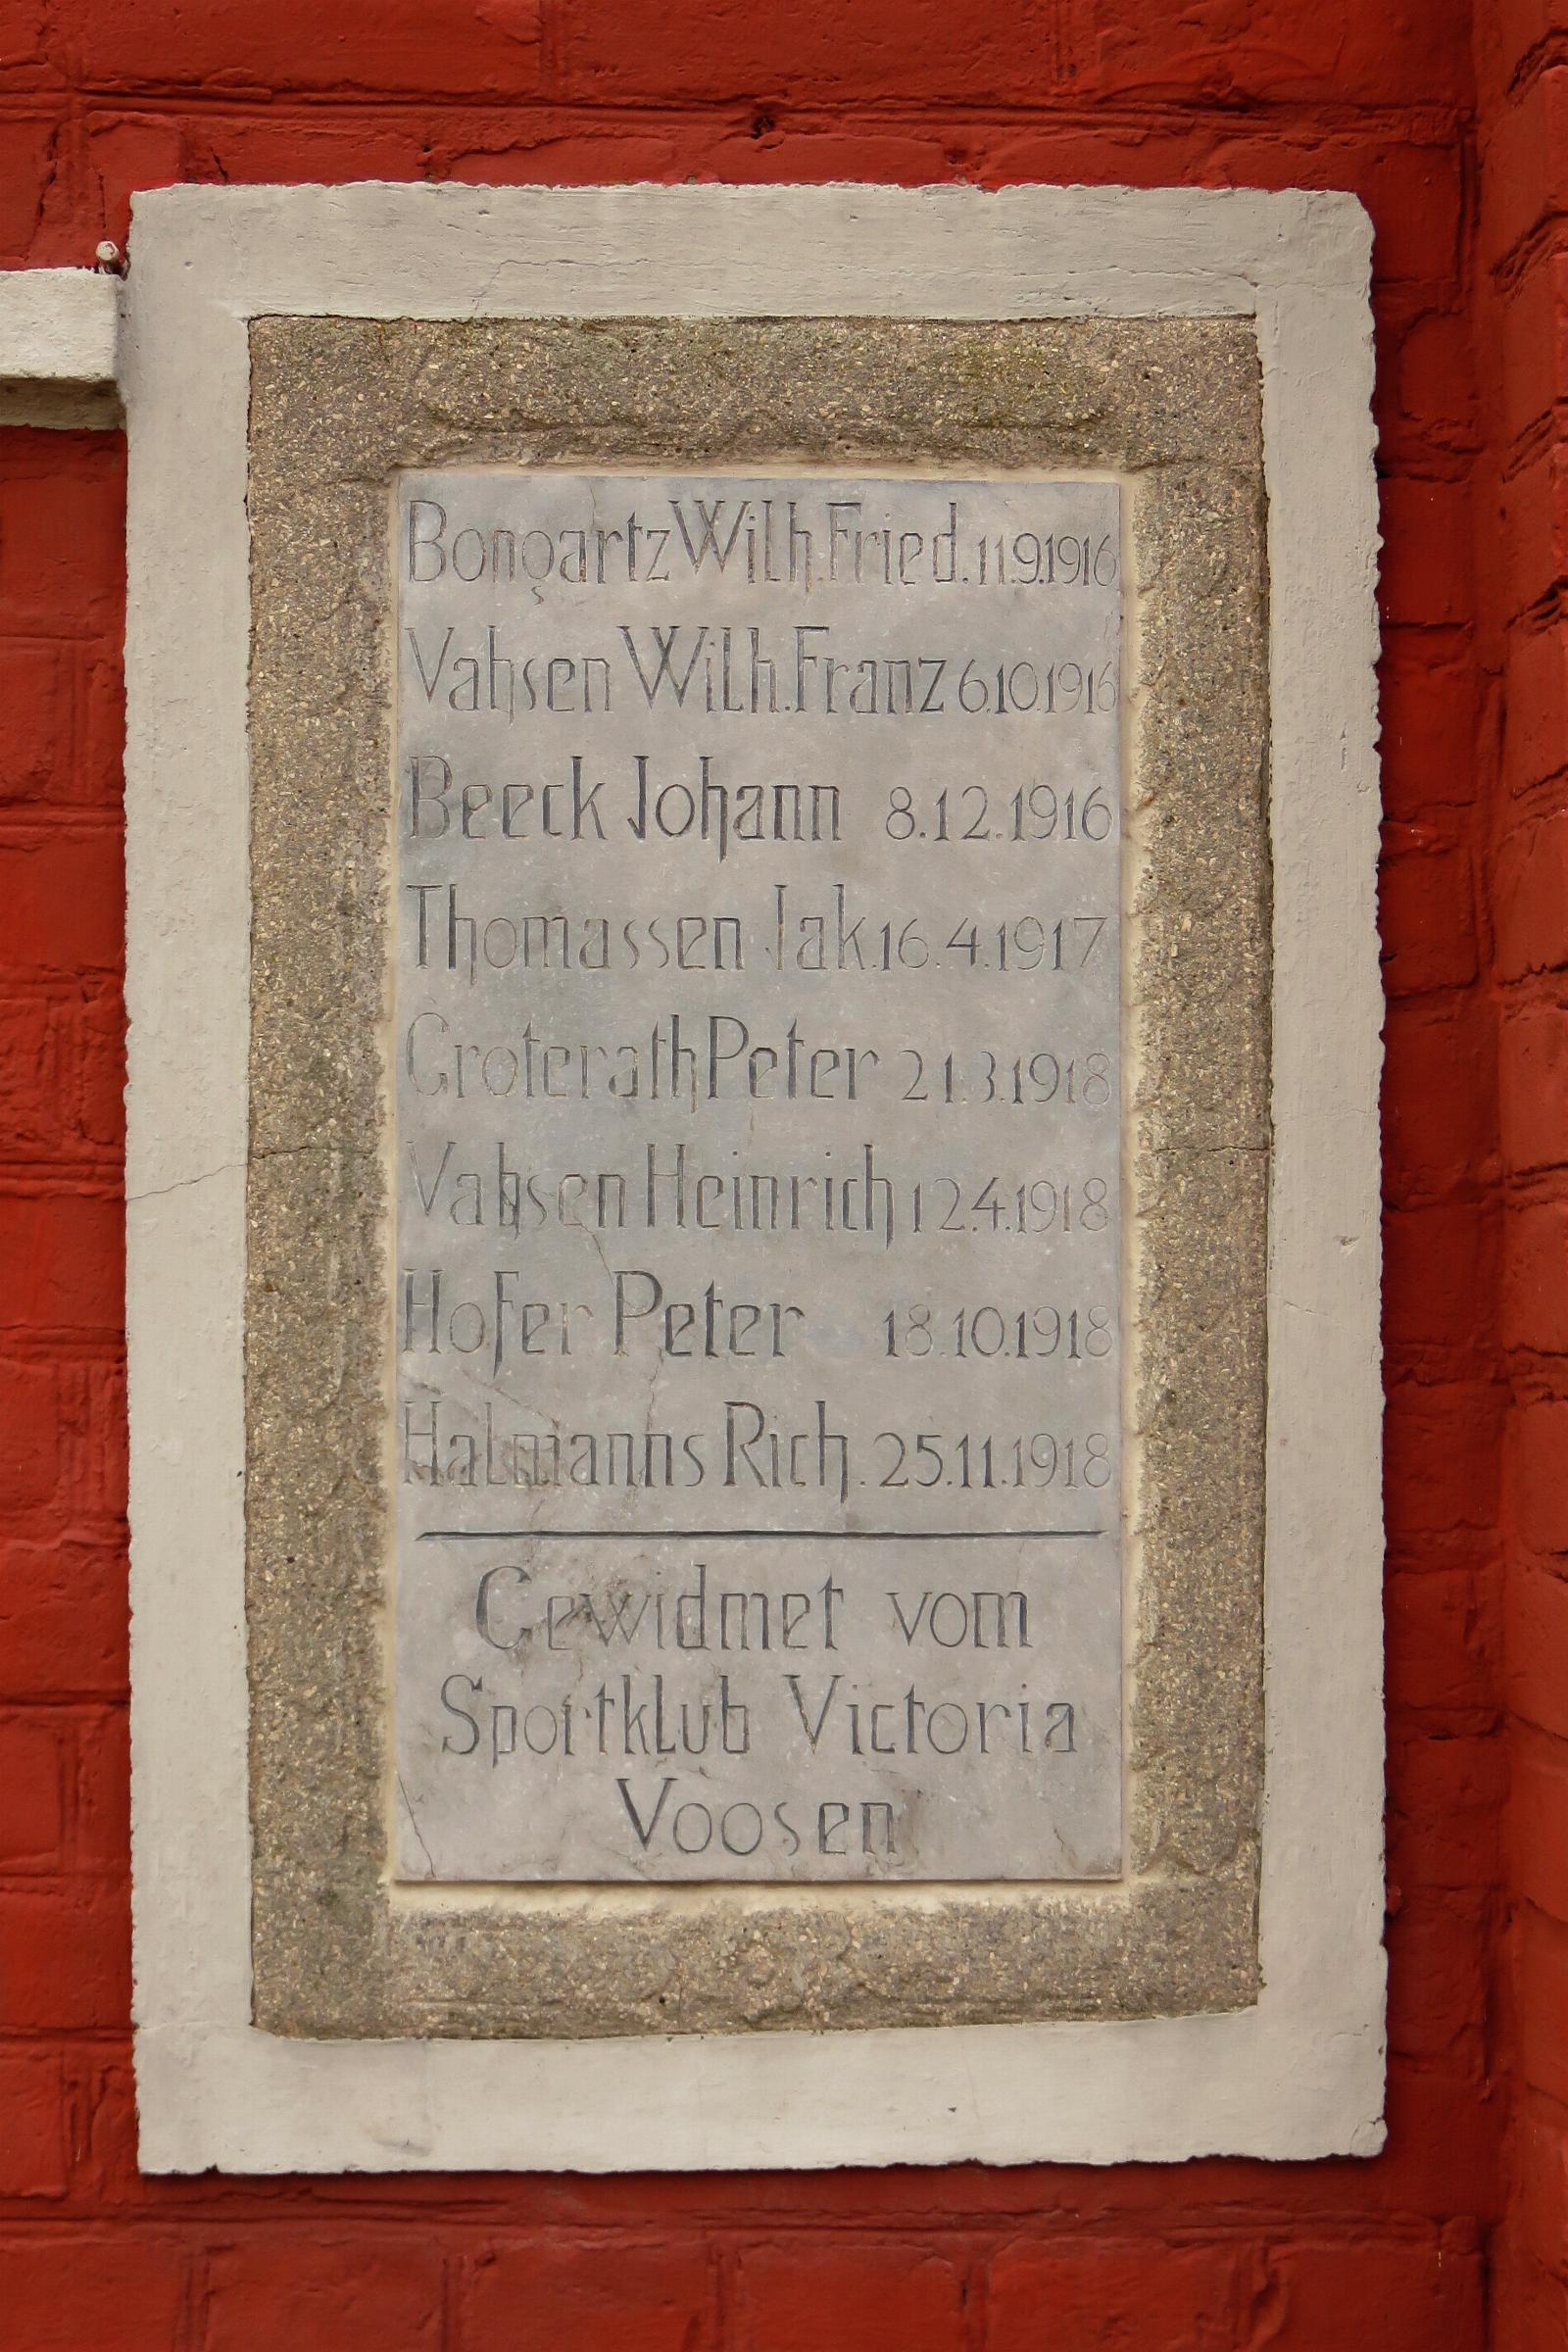 Bongartz Wilh. Fried. 11.9.1916
Vahsen Wilh. Franz 6.10.1916
Beeck Johann 8.12.1916
Thomassen Jak. 16.4.1917
Groterath Peter 21.3.1918
Vahsen Heinrich 12.4.1918
Hofer Peter 18.10.1918
Halmanns Rich. 25.11.1918
Gewidmet vom
Sportklub Victoria
Voosen